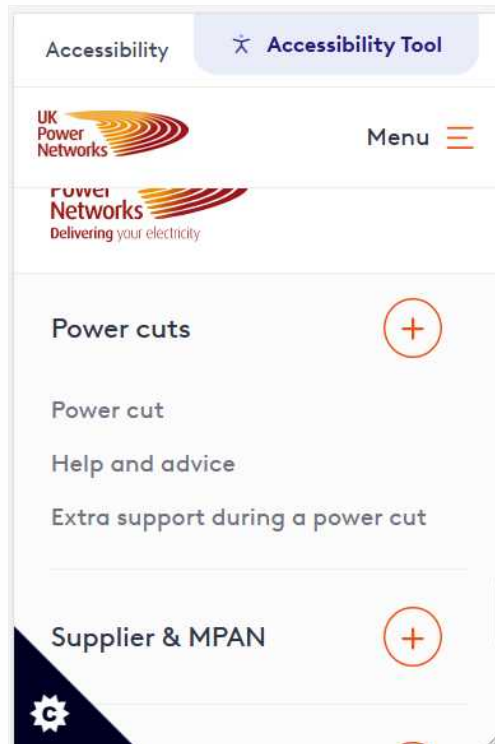 Accessibility
Accessibility Tool
UK
Power
Networks
Menu
Power
Networks
Delivering your electricity
Power cuts
Power cut
Help and advice
Extra support during a power cut
Supplier & MPAN
C